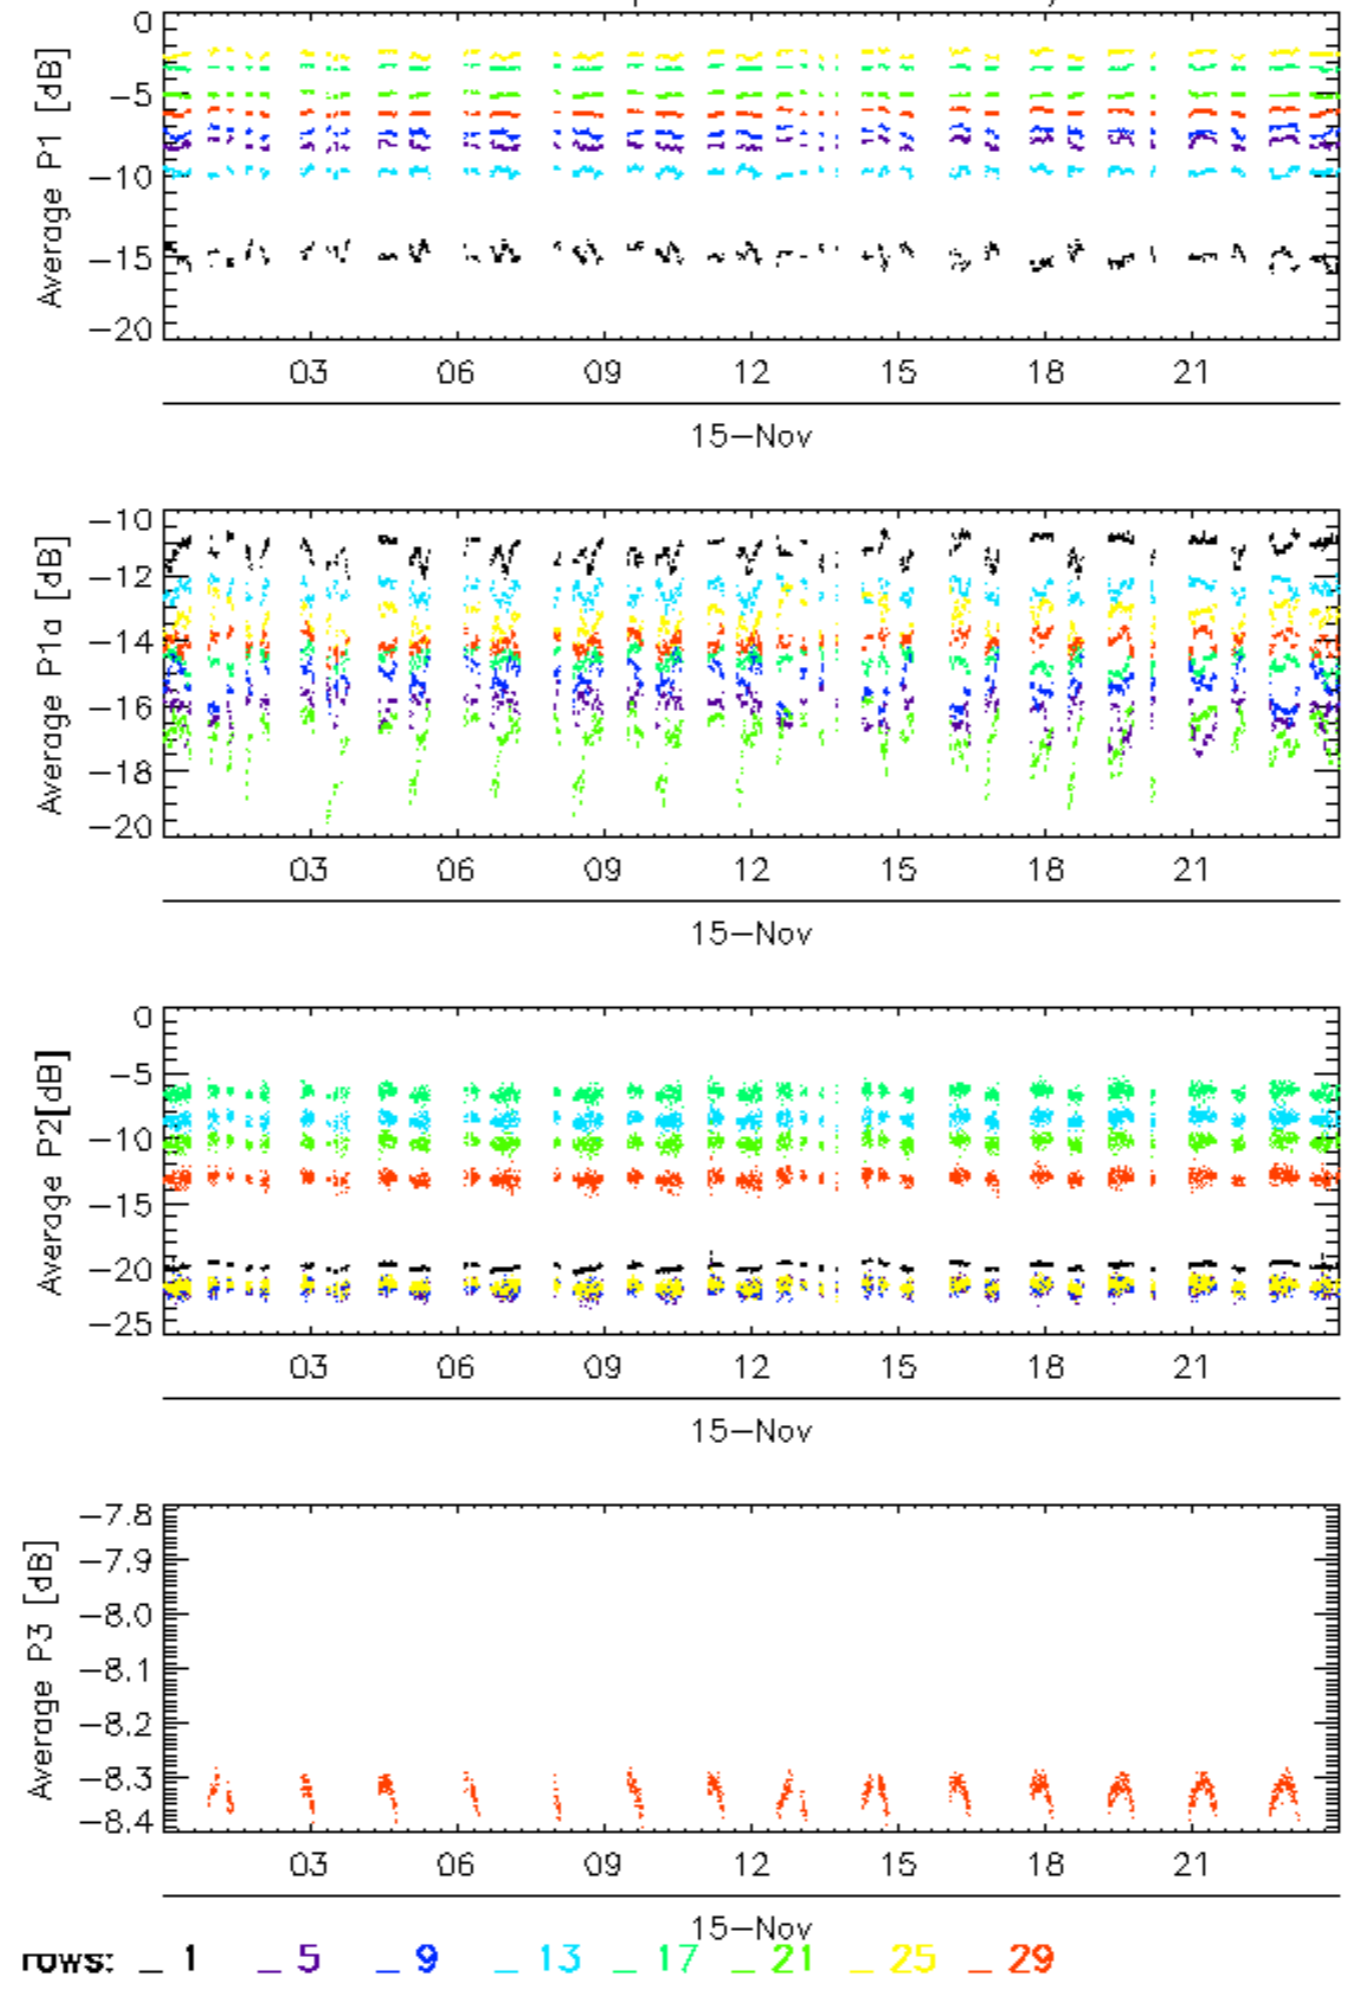 0
−5
−10
−15
−20
Average P1 [dB]
03 06 09 12 15 18 21
15−Nov
−10
−12
−14
−16
−18
−20
Average P1a [dB]
03 06 09 12 15 18 21
15−Nov
0
−5
−10
−15
−20
−25
Average P2[dB]
03 06 09 12 15 18 21
15−Nov
−7.8
−7.9
−8.0
−8.1
−8.2
−8.3
−8.4
Average P3 [dB]
03 06 09 12 15 18 21
15−Nov
rows: _ 1 _ 5 _ 9 _ 13 _ 17 _ 21 _ 25 _ 29